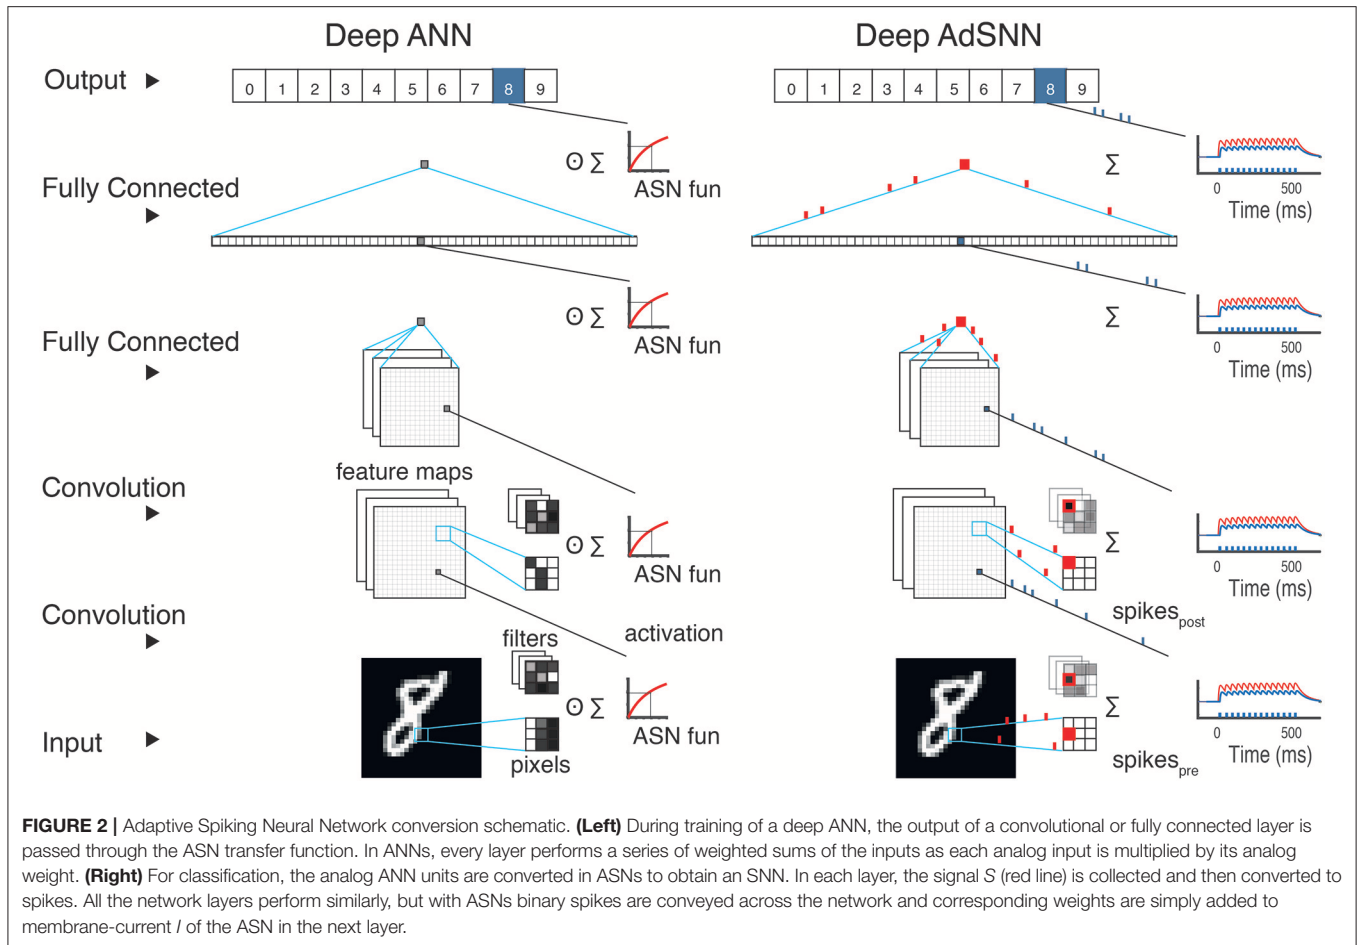 Deep ANN
Deep AdSNN
Output
0 1 2 3 4 5 6 7 8 9
0 1 2 3 4 5 6 7 8 9
⊙ Σ
ASN fun
Σ
0 500
Time (ms)
Fully Connected
⊙ Σ
ASN fun
Σ
0 500
Time (ms)
Fully Connected
feature maps
Convolution
⊙ Σ
ASN fun
Σ
0 500
Time (ms)
Convolution
filters
activation
spikespost
⊙ Σ
ASN fun
Σ
0 500
Time (ms)
Input
pixels
spikespre
FIGURE 2 | Adaptive Spiking Neural Network conversion schematic. (Left) During training of a deep ANN, the output of a convolutional or fully connected layer is
passed through the ASN transfer function. In ANNs, every layer performs a series of weighted sums of the inputs as each analog input is multiplied by its analog
weight. (Right) For classification, the analog ANN units are converted in ASNs to obtain an SNN. In each layer, the signal S (red line) is collected and then converted to
spikes. All the network layers perform similarly, but with ASNs binary spikes are conveyed across the network and corresponding weights are simply added to
membrane-current I of the ASN in the next layer.